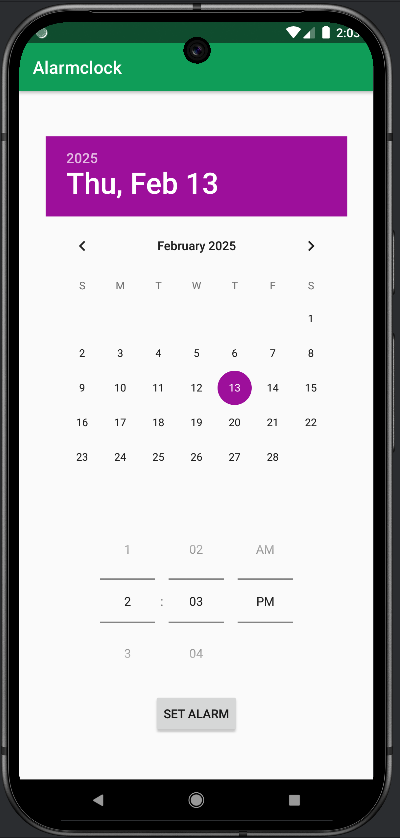 2:03
Alarmclock
2025
Thu, Feb 13
February 2025
S M T W T F S
1
2 3 4 5 6 7 8
9 10 11 12 13 14 15
16 17 18 19 20 21 22
23 24 25 26 27 28
1 02 AM
2 : 03 PM
3 04
SET ALARM